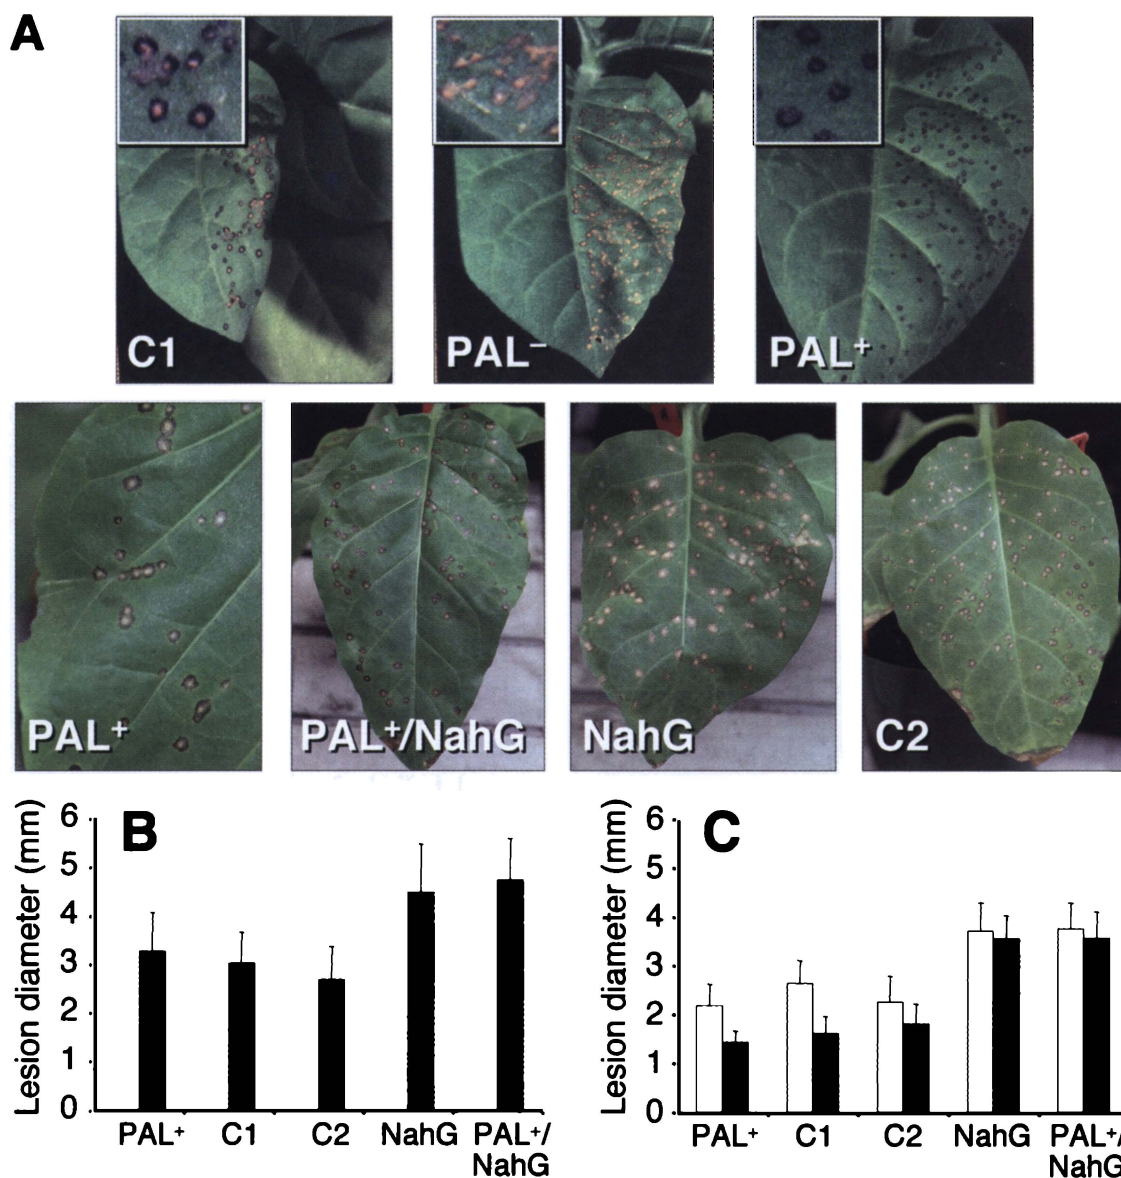 A
C1
PAL⁻
PAL⁺
PAL⁺
PAL⁺/NahG
NahG
C2
B
Lesion diameter (mm)
6
5
4
3
2
1
0
PAL⁺ C1 C2 NahG PAL⁺/
NahG
C
Lesion diameter (mm)
6
5
4
3
2
1
0
PAL⁺ C1 C2 NahG PAL⁺/
NahG